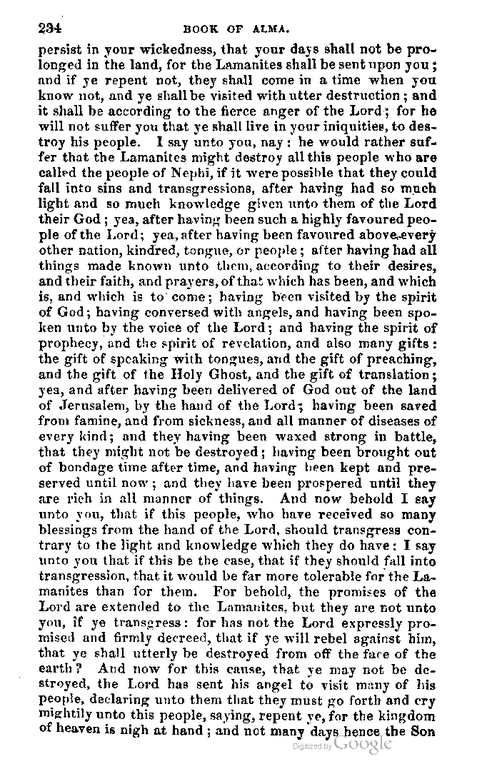 234 BOOK OF ALMA.
persist in your wickedness, that your days shall not be pro-
longed in the land, for the Lamanites shall be sent upon you;
and if ye repent not, they shall come in a time when you
know not, and ye shall be visited with utter destruction; and
it shall be according to the fierce anger of the Lord; for he
will not suffer you that ye shall live in your iniquities, to des-
troy his people. I say unto you, nay: he would rather suf-
fer that the Lamanites might destroy all this people who are
called the people of Nephi, if it were possible that they could
fall into sins and transgressions, after having had so much
light and so much knowledge given unto them of the Lord
their God; yea, after having been such a highly favoured peo-
ple of the Lord; yea, after having been favoured above every
other nation, kindred, tongue, or people; after having had all
things made known unto them, according to their desires,
and their faith, and prayers, of that which has been, and which
is, and which is to come; having been visited by the spirit
of God; having conversed with angels, and having been spo-
ken unto by the voice of the Lord; and having the spirit of
prophecy, and the spirit of revelation, and also many gifts:
the gift of speaking with tongues, and the gift of preaching,
and the gift of the Holy Ghost, and the gift of translation;
yea, and after having been delivered of God out of the land
of Jerusalem, by the hand of the Lord; having been saved
from famine, and from sickness, and all manner of diseases of
every kind; and they having been waxed strong in battle,
that they might not be destroyed; having been brought out
of bondage time after time, and having been kept and pre-
served until now; and they have been prospered until they
are rich in all manner of things. And now behold I say
unto you, that if this people, who have received so many
blessings from the hand of the Lord, should transgress con-
trary to the light and knowledge which they do have: I say
unto you that if this be the case, that if they should fall into
transgression, that it would be far more tolerable for the La-
manites than for them. For behold, the promises of the
Lord are extended to the Lamanites, but they are not unto
you, if ye transgress: for has not the Lord expressly pro-
mised and firmly decreed, that if ye will rebel against him,
that ye shall utterly be destroyed from off the face of the
earth? And now for this cause, that ye may not be de-
stroyed, the Lord has sent his angel to visit many of his
people, declaring unto them that they must go forth and cry
mightily unto this people, saying, repent ye, for the kingdom
of heaven is nigh at hand; and not many days hence the Son
Digitized by Google